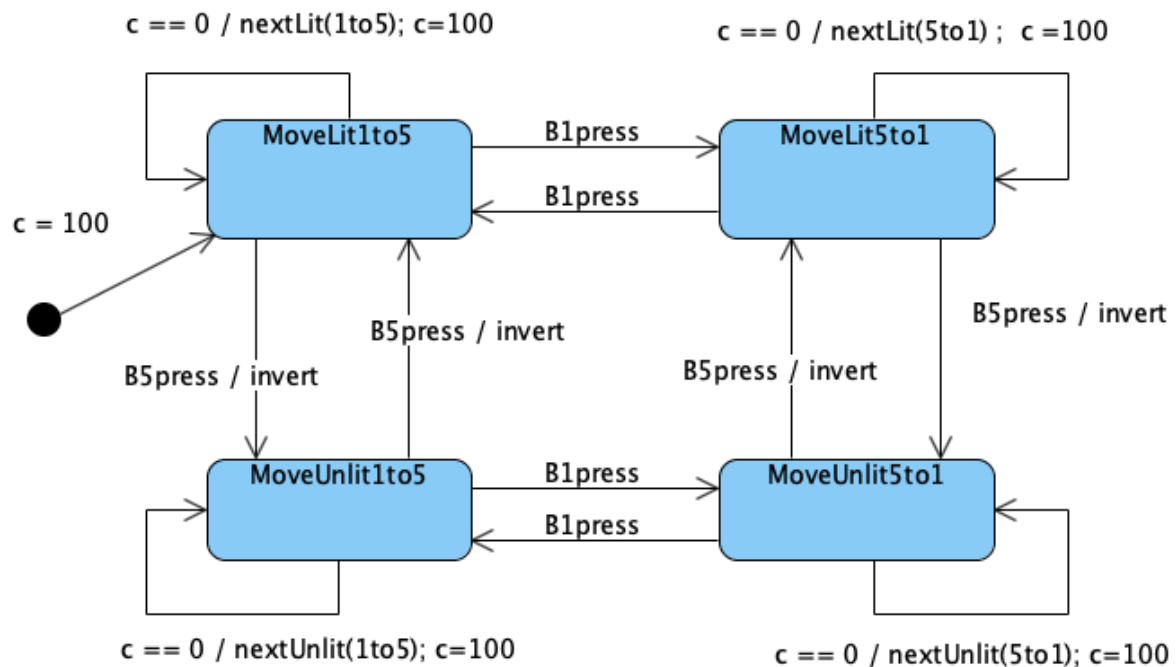 c == 0 / nextLit(1to5); c=100
c == 0 / nextLit(5to1) ;  c =100
MoveLit1to5
B1press
MoveLit5to1
B1press
c = 100
B5press / invert
B5press / invert
B5press / invert
B5press / invert
MoveUnlit1to5
B1press
MoveUnlit5to1
B1press
c == 0 / nextUnlit(1to5); c=100
c == 0 / nextUnlit(5to1); c=100